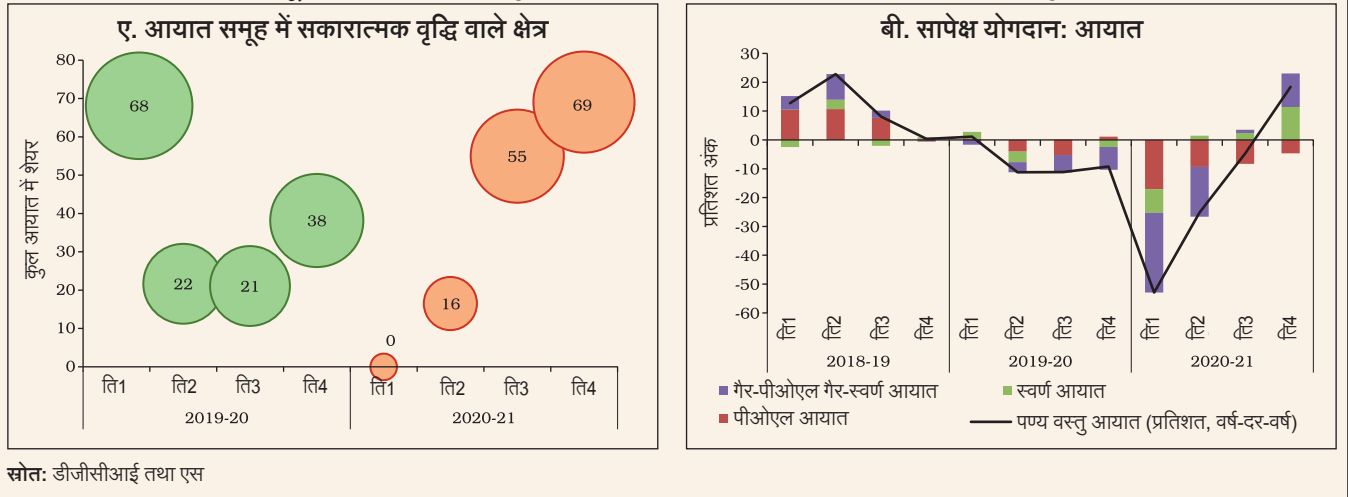 ए. आयात समूह में सकारात्मक वृद्धि वाले क्षेत्र
कुल आयात में शेयर
80
70
60
50
40
30
20
10
0
68
22
21
38
0
16
55
69
ति1 ति2 ति3 ति4 ति1 ति2 ति3 ति4
2019-20 2020-21
बी. सापेक्ष योगदान: आयात
प्रतिशत अंक
30
20
10
0
-10
-20
-30
-40
-50
-60
ति1 ति2 ति3 ति4 ति1 ति2 ति3 ति4 ति1 ति2 ति3 ति4
2018-19 2019-20 2020-21
गैर-पीओएल गैर-स्वर्ण आयात स्वर्ण आयात
पीओएल आयात पण्य वस्तु आयात (प्रतिशत, वर्ष-दर-वर्ष)
स्रोत: डीजीसीआई तथा एस